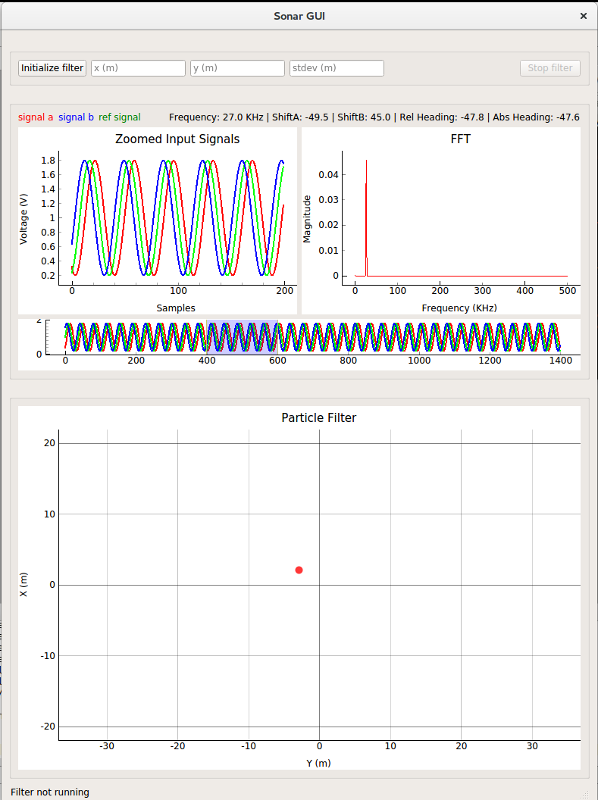 Sonar GUI
Initialize filter x (m) y (m) stdev (m) Stop filter
signal a signal b ref signal Frequency: 27.0 KHz | ShiftA: -49.5 | ShiftB: 45.0 | Rel Heading: -47.8 | Abs Heading: -47.6
Zoomed Input Signals
1.8
1.6
1.4
1.2
1
0.8
0.6
0.4
0.2
Voltage (V)
0 100 200
Samples
FFT
0.04
0.03
0.02
0.01
0
Magnitude
0 100 200 300 400 500
Frequency (KHz)
2
0
0 200 400 600 800 1000 1200 1400
Particle Filter
20
10
0
-10
-20
X (m)
-30 -20 -10 0 10 20 30
Y (m)
Filter not running